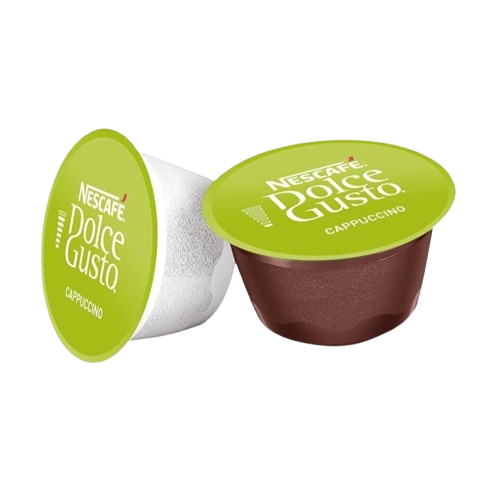 NESCAFÉ
Dolce
Gusto
CAPPUCCINO
NESCAFÉ
Dolce
Gusto
CAPPUCCINO